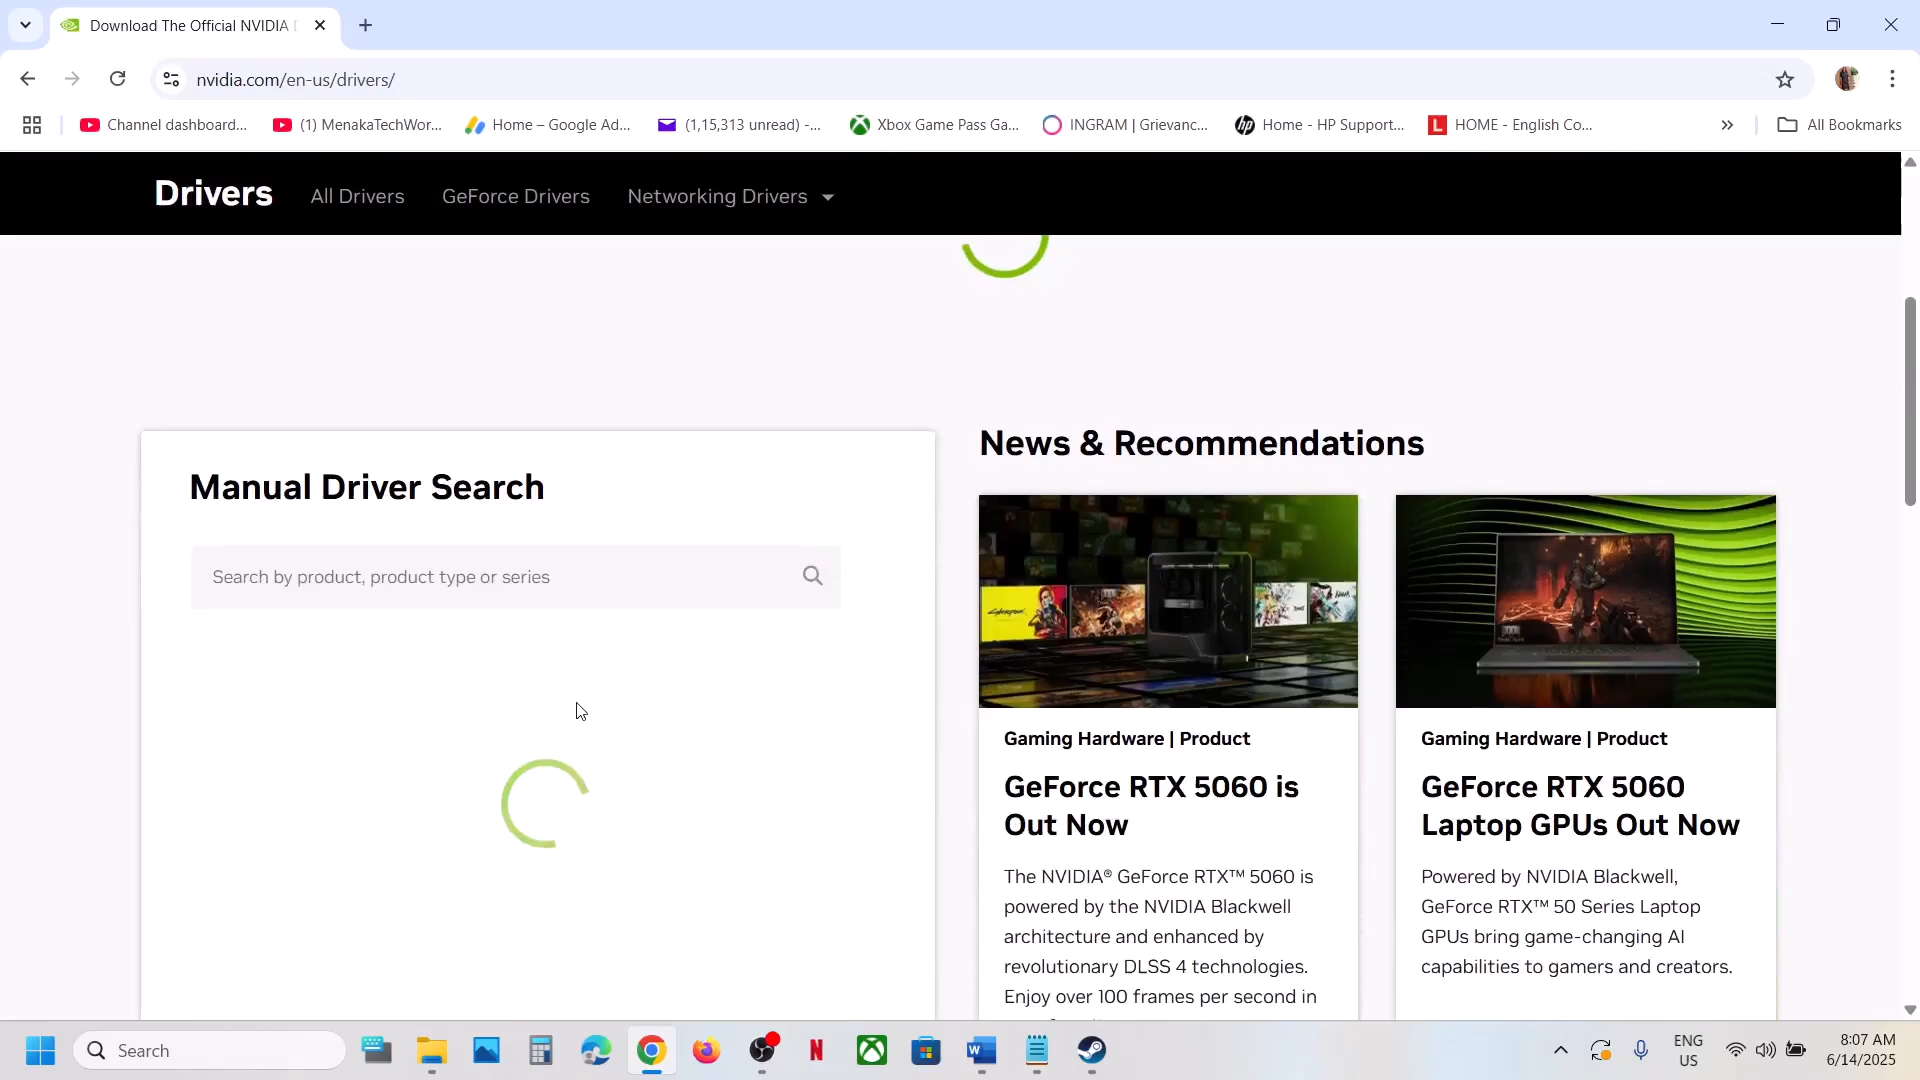 Download The Official NVIDIA
nvidia.com/en-us/drivers/
Channel dashboard...
(1) MenakaTechWor...
Home – Google Ad...
(1,15,313 unread) -...
Xbox Game Pass Ga...
INGRAM | Grievanc...
Home - HP Support...
HOME - English Co...
All Bookmarks
Drivers
All Drivers
GeForce Drivers
Networking Drivers
Manual Driver Search
Search by product, product type or series
News & Recommendations
Gaming Hardware | Product
GeForce RTX 5060 is
Out Now
The NVIDIA® GeForce RTX™ 5060 is
powered by the NVIDIA Blackwell
architecture and enhanced by
revolutionary DLSS 4 technologies.
Enjoy over 100 frames per second in
Gaming Hardware | Product
GeForce RTX 5060
Laptop GPUs Out Now
Powered by NVIDIA Blackwell,
GeForce RTX™ 50 Series Laptop
GPUs bring game-changing AI
capabilities to gamers and creators.
Search
ENG
US
8:07 AM
6/14/2025